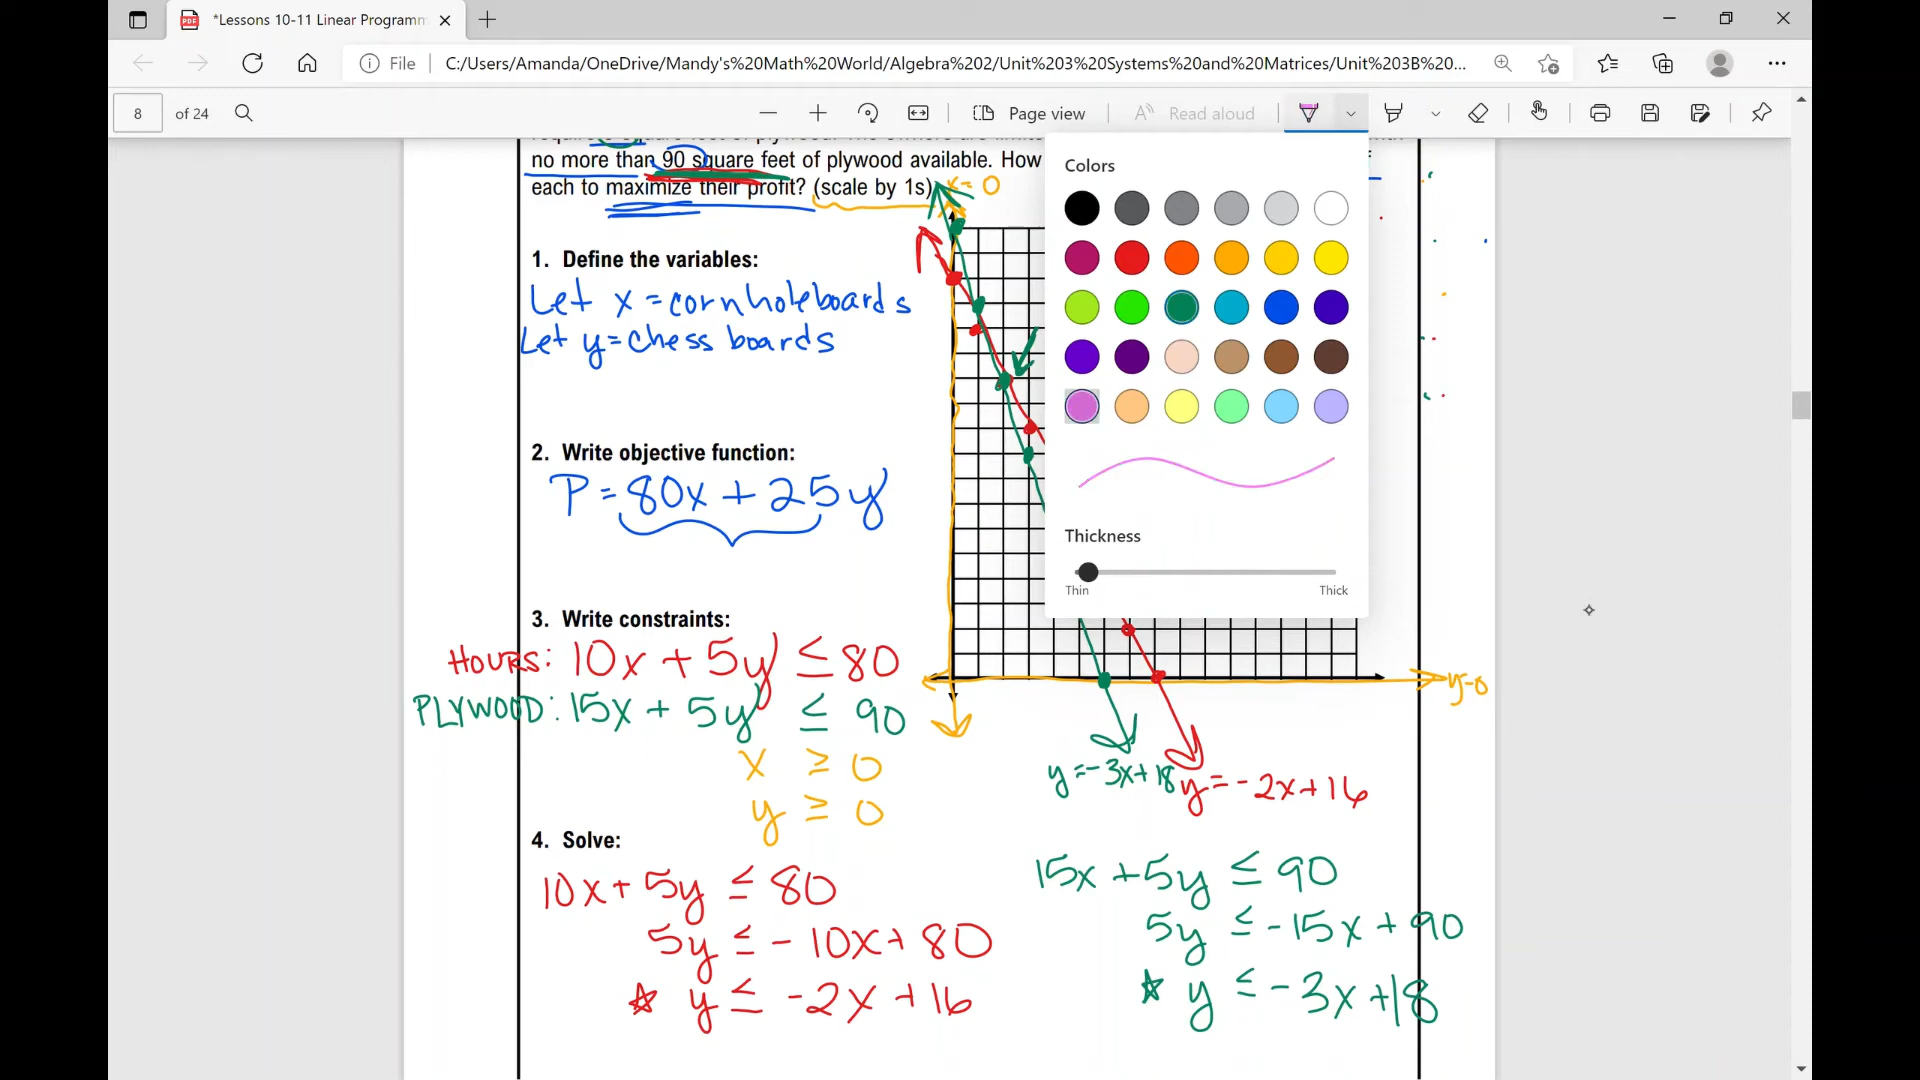 *Lessons 10-11 Linear Programm
File C:/Users/Amanda/OneDrive/Mandy's%20Math%20World/Algebra%202/Unit%203%20Systems%20and%20Matrices/Unit%203B%20...
8 of 24 Page view Read aloud
no more than 90 square feet of plywood available. How
each to maximize their profit? (scale by 1s)
x=0
Colors
1. Define the variables:
Let x = cornhole boards
Let y = chess boards
2. Write objective function:
P = 80x + 25y
Thickness
Thin Thick
3. Write constraints:
HOURS: 10x + 5y ≤ 80
PLYWOOD: 15x + 5y ≤ 90
x ≥ 0
y ≥ 0
y=0
y=-3x+18
y=-2x+16
4. Solve:
10x + 5y ≤ 80
5y ≤ -10x + 80
☆ y ≤ -2x + 16
15x + 5y ≤ 90
5y ≤ -15x + 90
☆ y ≤ -3x + 18